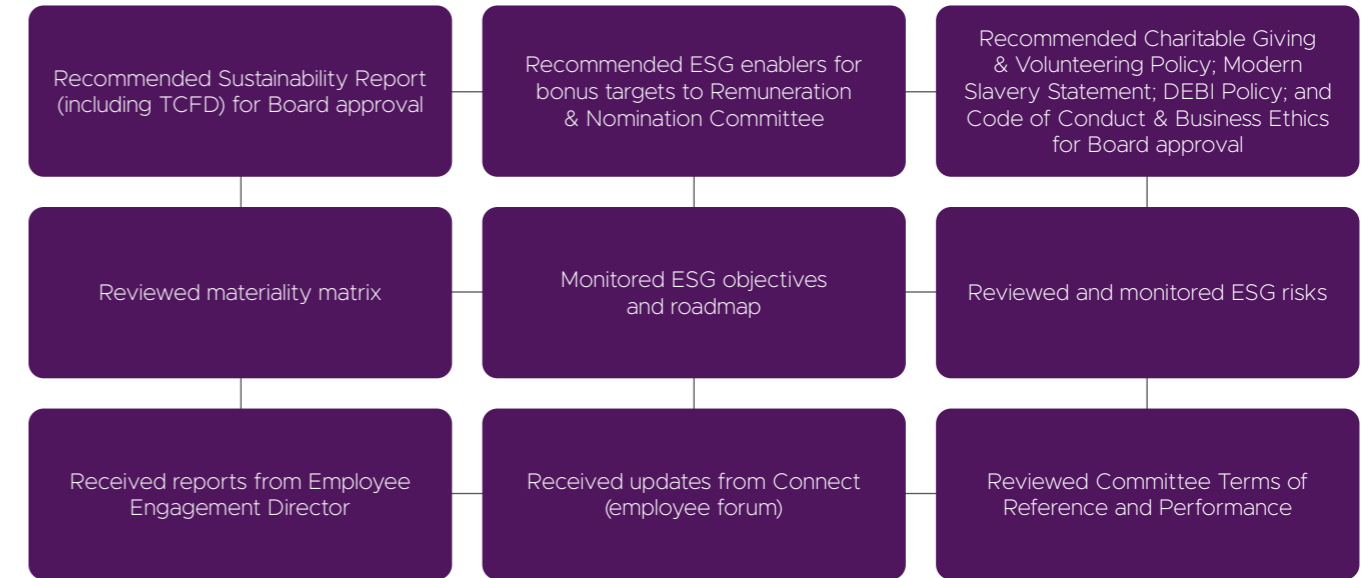 Recommended Sustainability Report
(including TCFD) for Board approval
Recommended ESG enablers for
bonus targets to Remuneration
& Nomination Committee
Recommended Charitable Giving
& Volunteering Policy; Modern
Slavery Statement; DEBI Policy; and
Code of Conduct & Business Ethics
for Board approval
Reviewed materiality matrix
Monitored ESG objectives
and roadmap
Reviewed and monitored ESG risks
Received reports from Employee
Engagement Director
Received updates from Connect
(employee forum)
Reviewed Committee Terms of
Reference and Performance